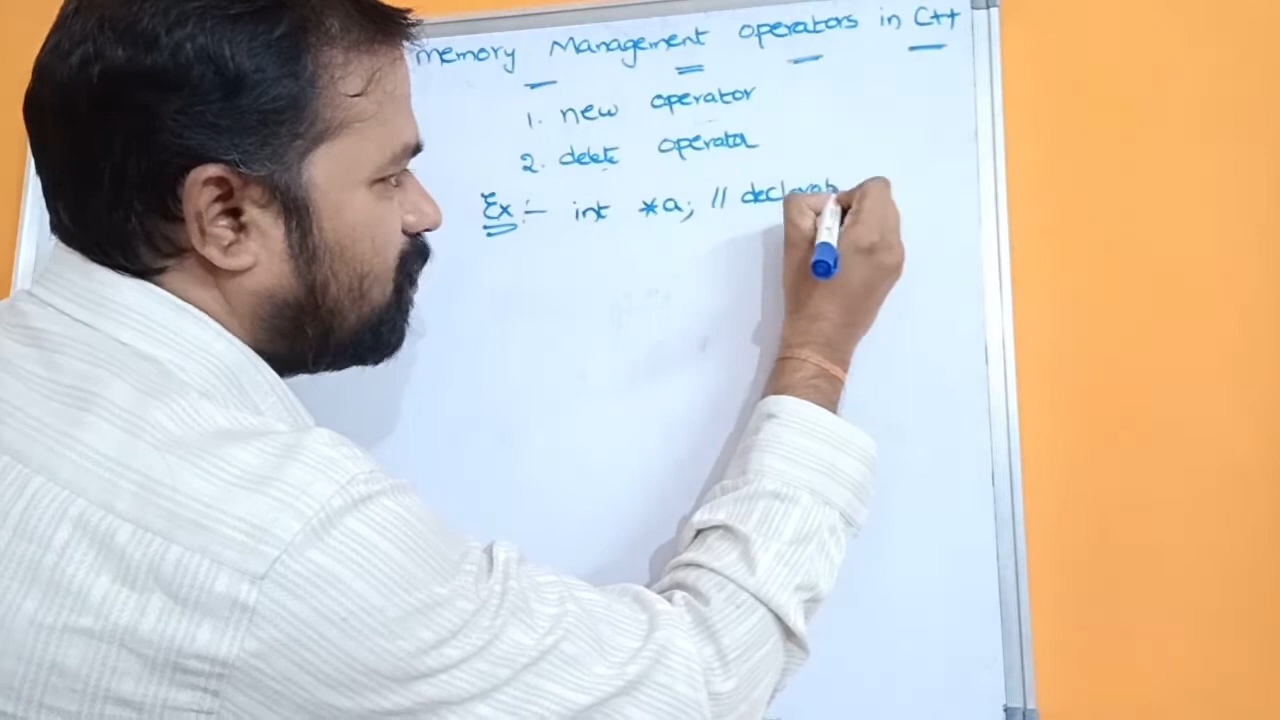 memory Management operators in C++
1. new operator
2. delete operator
Ex:- int *a; // declarat